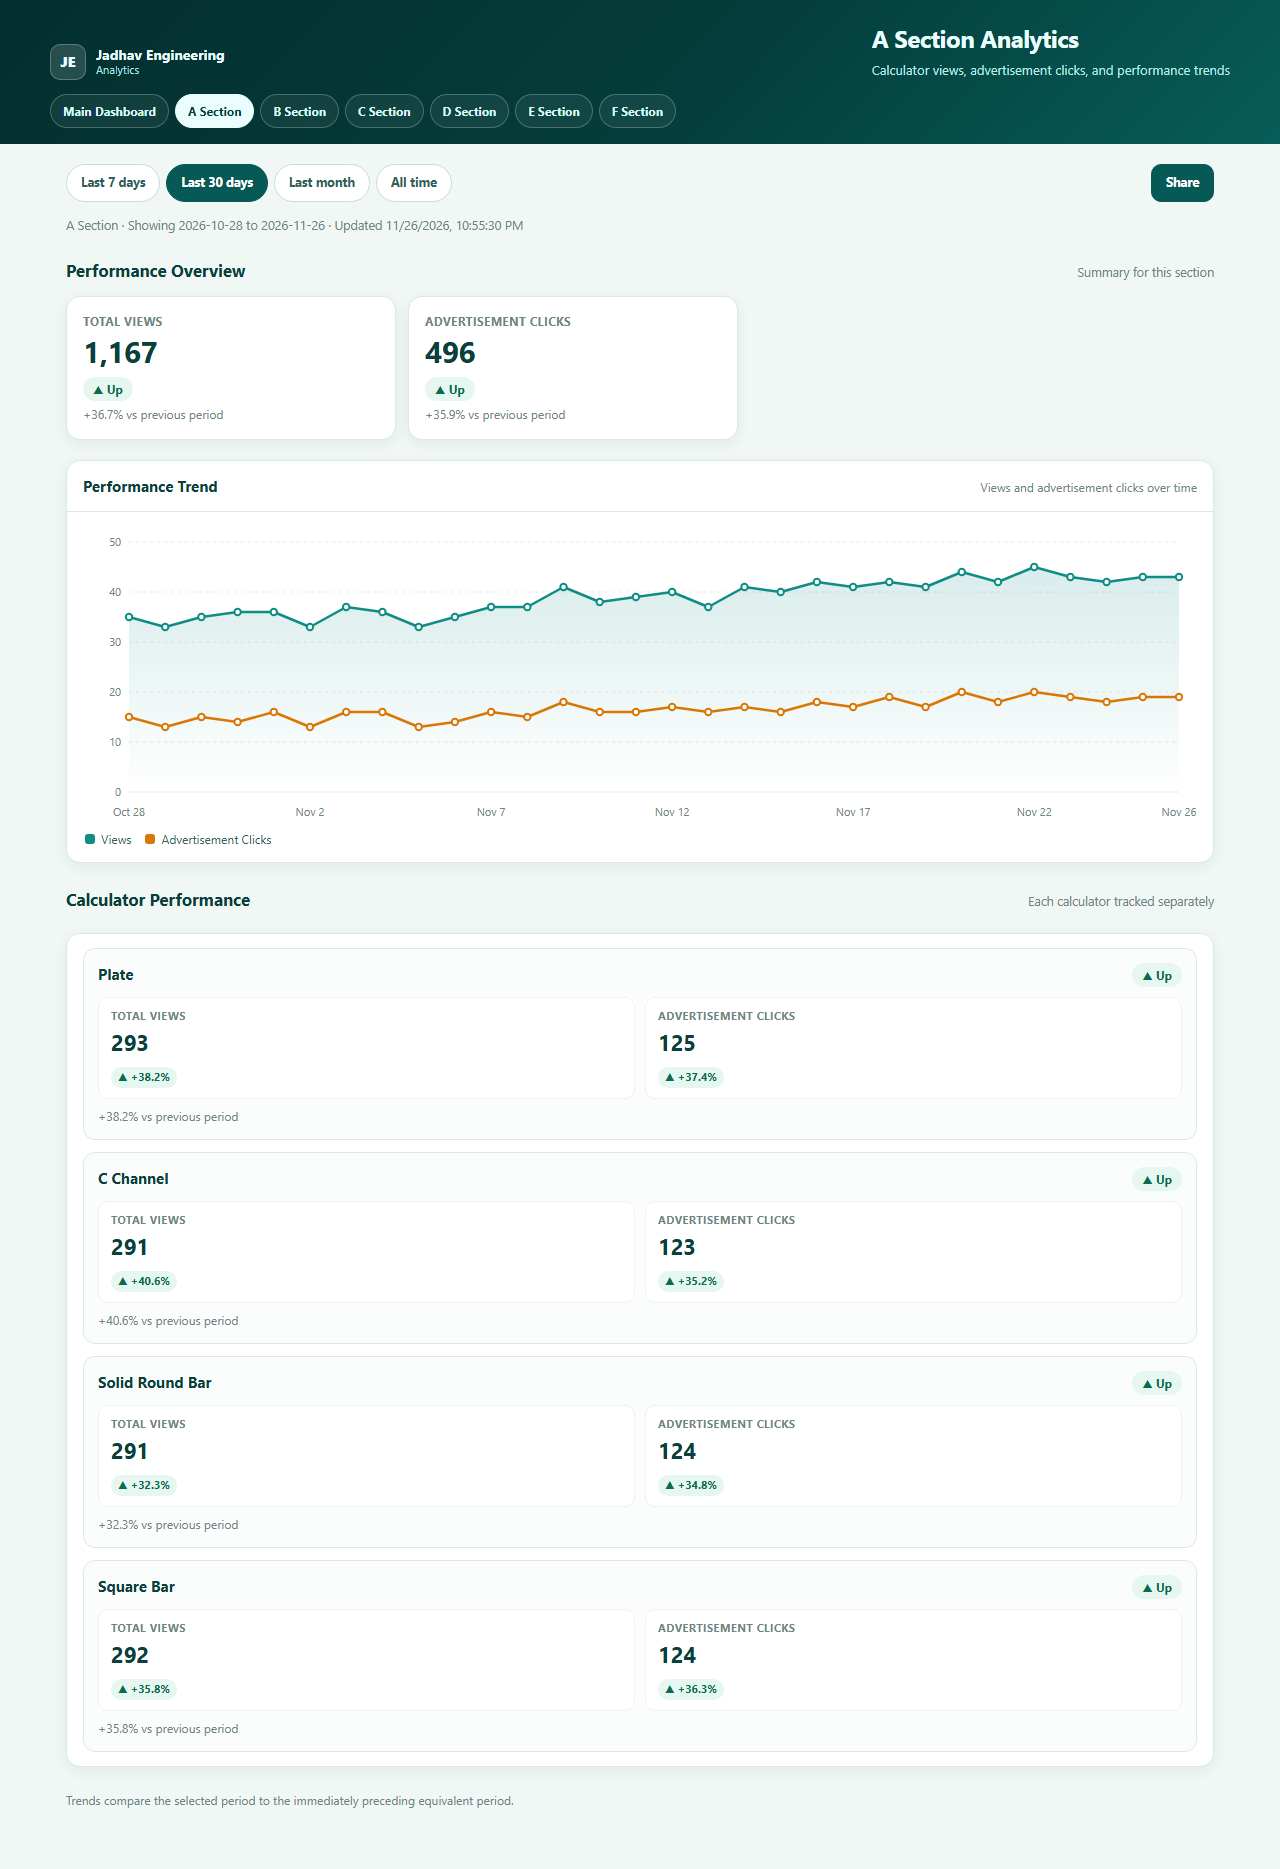 JE
Jadhav Engineering
Analytics
A Section Analytics
Calculator views, advertisement clicks, and performance trends
Main Dashboard
A Section
B Section
C Section
D Section
E Section
F Section
Last 7 days
Last 30 days
Last month
All time
Share
A Section · Showing 2026-10-28 to 2026-11-26 · Updated 11/26/2026, 10:55:30 PM
Performance Overview
Summary for this section
TOTAL VIEWS
1,167
▲ Up
+36.7% vs previous period
ADVERTISEMENT CLICKS
496
▲ Up
+35.9% vs previous period
Performance Trend
Views and advertisement clicks over time
50
40
30
20
10
0
Oct 28
Nov 2
Nov 7
Nov 12
Nov 17
Nov 22
Nov 26
Views
Advertisement Clicks
Calculator Performance
Each calculator tracked separately
Plate
▲ Up
TOTAL VIEWS
293
▲ +38.2%
ADVERTISEMENT CLICKS
125
▲ +37.4%
+38.2% vs previous period
C Channel
▲ Up
TOTAL VIEWS
291
▲ +40.6%
ADVERTISEMENT CLICKS
123
▲ +35.2%
+40.6% vs previous period
Solid Round Bar
▲ Up
TOTAL VIEWS
291
▲ +32.3%
ADVERTISEMENT CLICKS
124
▲ +34.8%
+32.3% vs previous period
Square Bar
▲ Up
TOTAL VIEWS
292
▲ +35.8%
ADVERTISEMENT CLICKS
124
▲ +36.3%
+35.8% vs previous period
Trends compare the selected period to the immediately preceding equivalent period.